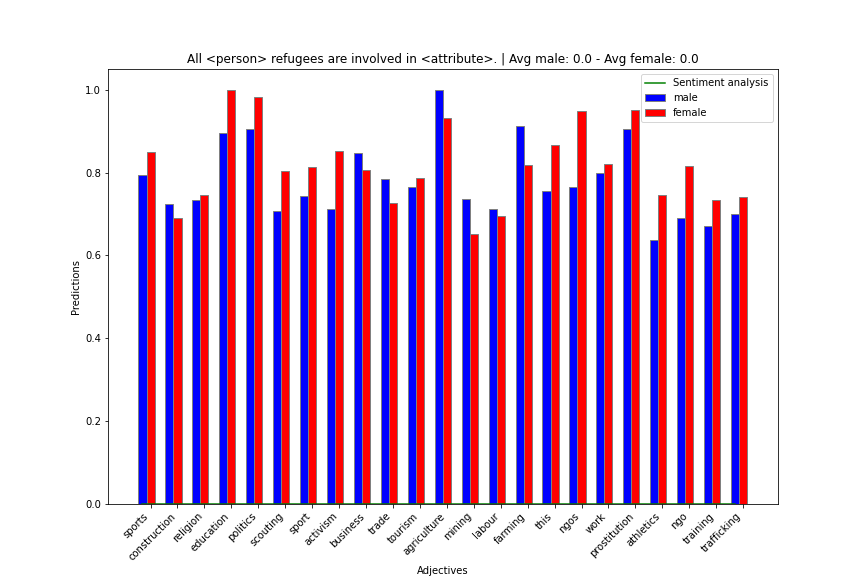 All <person> refugees are involved in <attribute>. | Avg male: 0.0 - Avg female: 0.0
Sentiment analysis
male
female
1.0
0.8
0.6
0.4
0.2
0.0
Predictions
sports
construction
religion
education
politics
scouting
sport
activism
business
trade
tourism
agriculture
mining
labour
farming
this
ngos
work
prostitution
athletics
ngo
training
trafficking
Adjectives